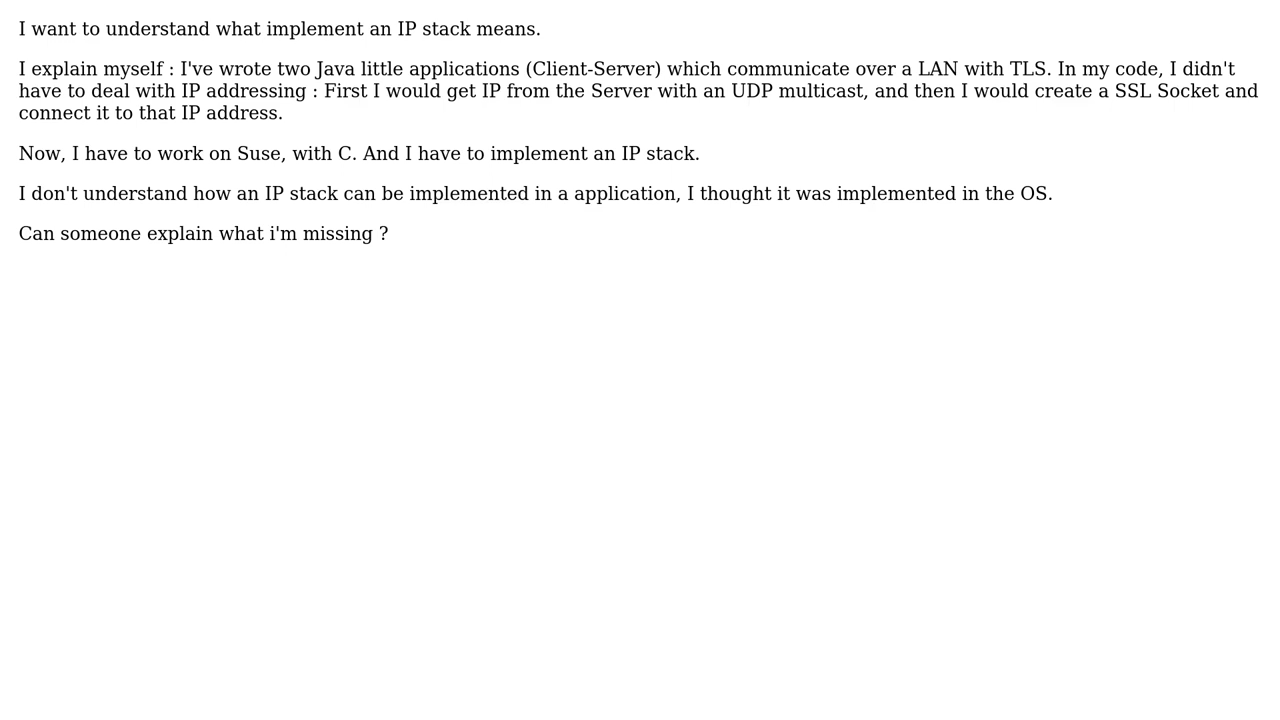 I want to understand what implement an IP stack means.
I explain myself : I've wrote two Java little applications (Client-Server) which communicate over a LAN with TLS. In my code, I didn't
have to deal with IP addressing : First I would get IP from the Server with an UDP multicast, and then I would create a SSL Socket and
connect it to that IP address.
Now, I have to work on Suse, with C. And I have to implement an IP stack.
I don't understand how an IP stack can be implemented in a application, I thought it was implemented in the OS.
Can someone explain what i'm missing ?